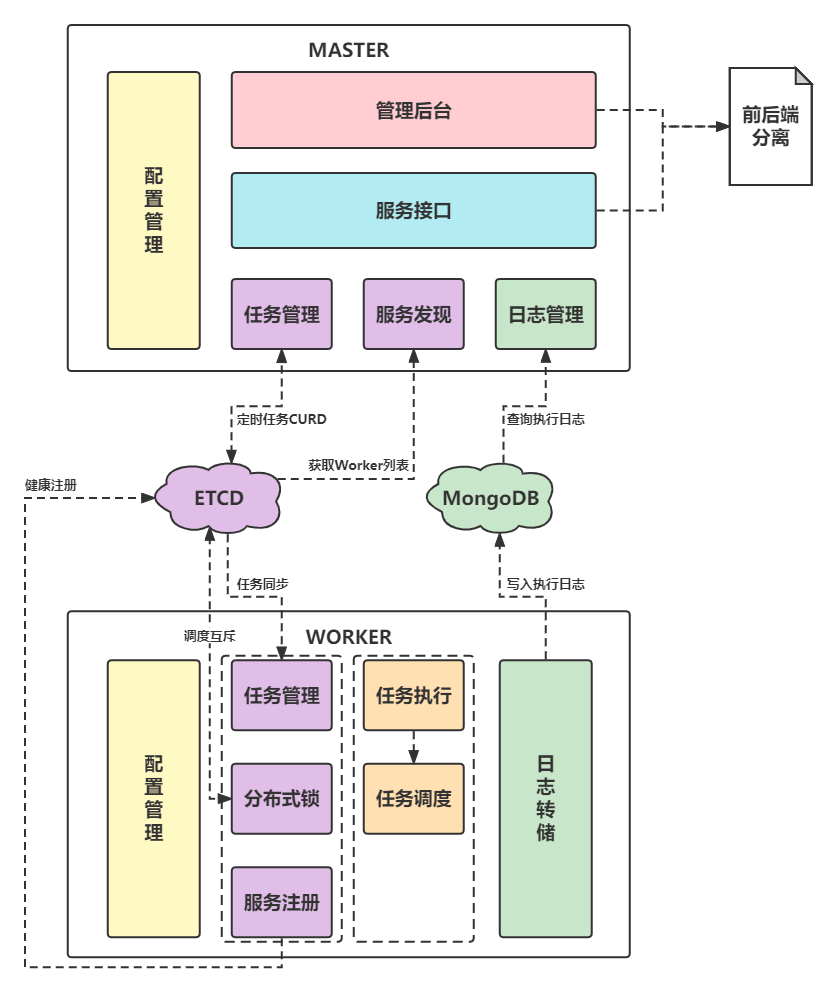 MASTER
配
置
管
理
管理后台
服务接口
任务管理
服务发现
日志管理
前后端
分离
定时任务CURD
获取Worker列表
查询执行日志
健康注册
ETCD
MongoDB
任务同步
写入执行日志
调度互斥
WORKER
配
置
管
理
任务管理
分布式锁
服务注册
任务执行
任务调度
日
志
转
储